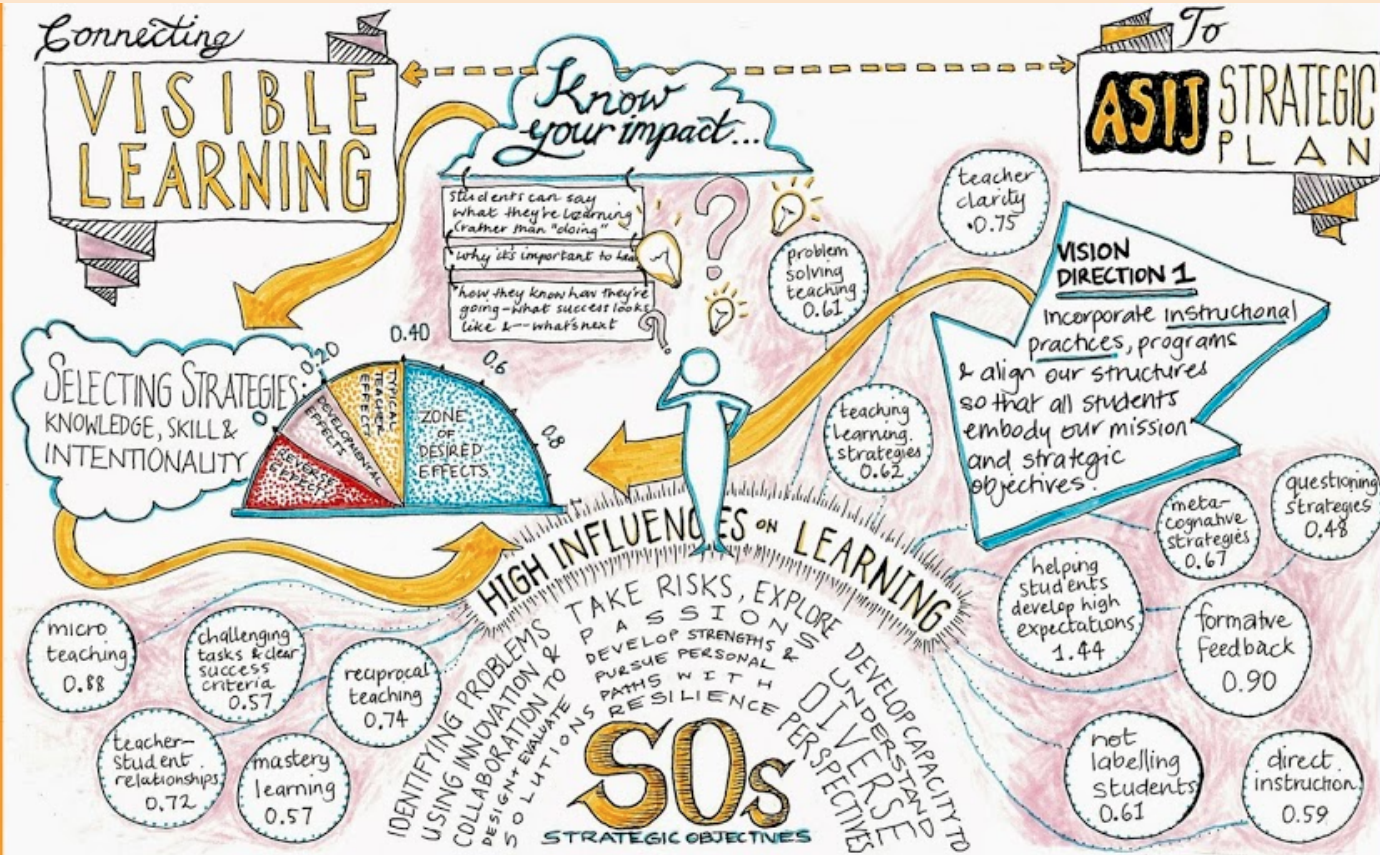 Connecting
VISIBLE
LEARNING
To
ASIJ STRATEGIC
PLAN
Know
your impact...
students can say
what they're learning
(rather than "doing"
why it's important to
how they know how they're
going - what success looks
like & -- what's next
?
?
SELECTING STRATEGIES
KNOWLEDGE, SKILL &
INTENTIONALITY
0
0.20
0.40
0.6
0.8
1
REVERSE
EFFECTS
DEVELOPMENTAL
EFFECTS
TYPICAL
TEACHER
EFFECTS
ZONE
OF
DESIRED
EFFECTS
teacher
clarity
0.75
problem
solving
teaching
0.61
teaching
learning
strategies
0.62
VISION
DIRECTION 1
Incorporate instructional
practices, programs
& align our structures
so that all students
embody our mission
and strategic
objectives.
HIGH INFLUENCES ON LEARNING
meta-
cognative
strategies
0.67
questioning
strategies
0.48
helping
students
develop high
expectations
1.44
formative
feedback
0.90
not
labelling
students
0.61
direct
instruction
0.59
micro
teaching
0.88
challenging
tasks & clear
success
criteria
0.57
reciprocal
teaching
0.74
teacher-
student
relationships
0.72
mastery
learning
0.57
IDENTIFYING PROBLEMS
USING INNOVATION &
COLLABORATION TO
DESIGN + EVALUATE
SOLUTIONS
TAKE RISKS, EXPLORE
PASSIONS
DEVELOP STRENGTHS &
PURSUE PERSONAL
PATHS WITH
RESILIENCE
DEVELOP CAPACITY TO
UNDERSTAND
DIVERSE
PERSPECTIVES
SOs
STRATEGIC OBJECTIVES